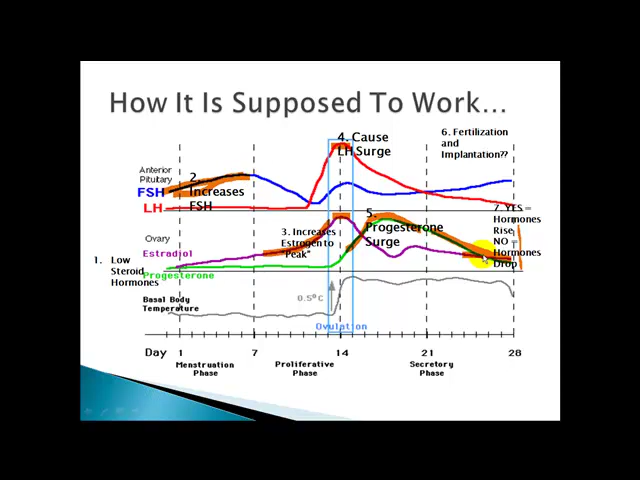 How It Is Supposed To Work...
4. Cause
LH Surge
6. Fertilization
and
Implantation??
Anterior
Pituitary
FSH
LH
2.
Increases
FSH
5.
Progesterone
Surge
7. YES =
Hormones
Rise
NO =
Hormones
Drop
Ovary
Estradiol
Progesterone
3. Increases
Estrogen to
"Peak"
1. Low
Steroid
Hormones
Basal Body
Temperature
0.5°C
Ovulation
Day 1 7 14 21 28
Menstruation
Phase
Proliferative
Phase
Secretory
Phase